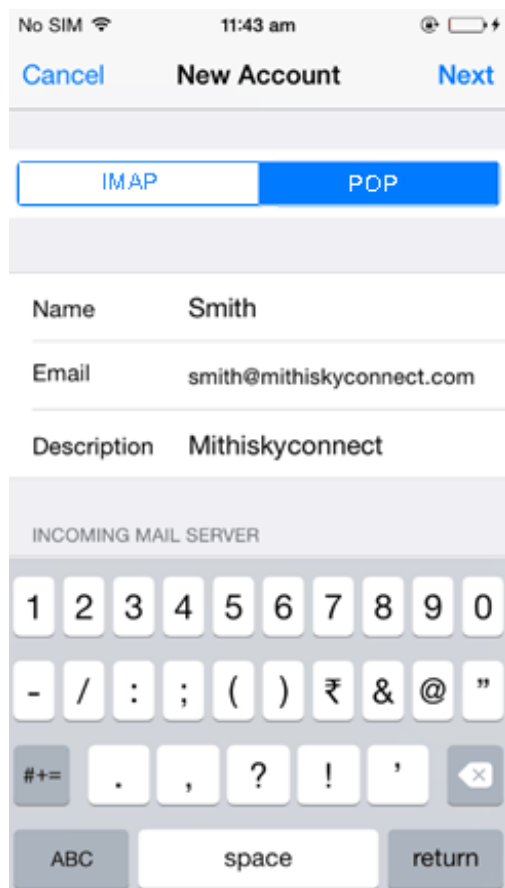 No SIM 11:43 am
Cancel New Account Next
IMAP POP
Name Smith
Email smith@mithiskyconnect.com
Description Mithiskyconnect
INCOMING MAIL SERVER
1 2 3 4 5 6 7 8 9 0
- / : ; ( ) ₹ & @ ”
#+= . , ? ! ’
ABC space return